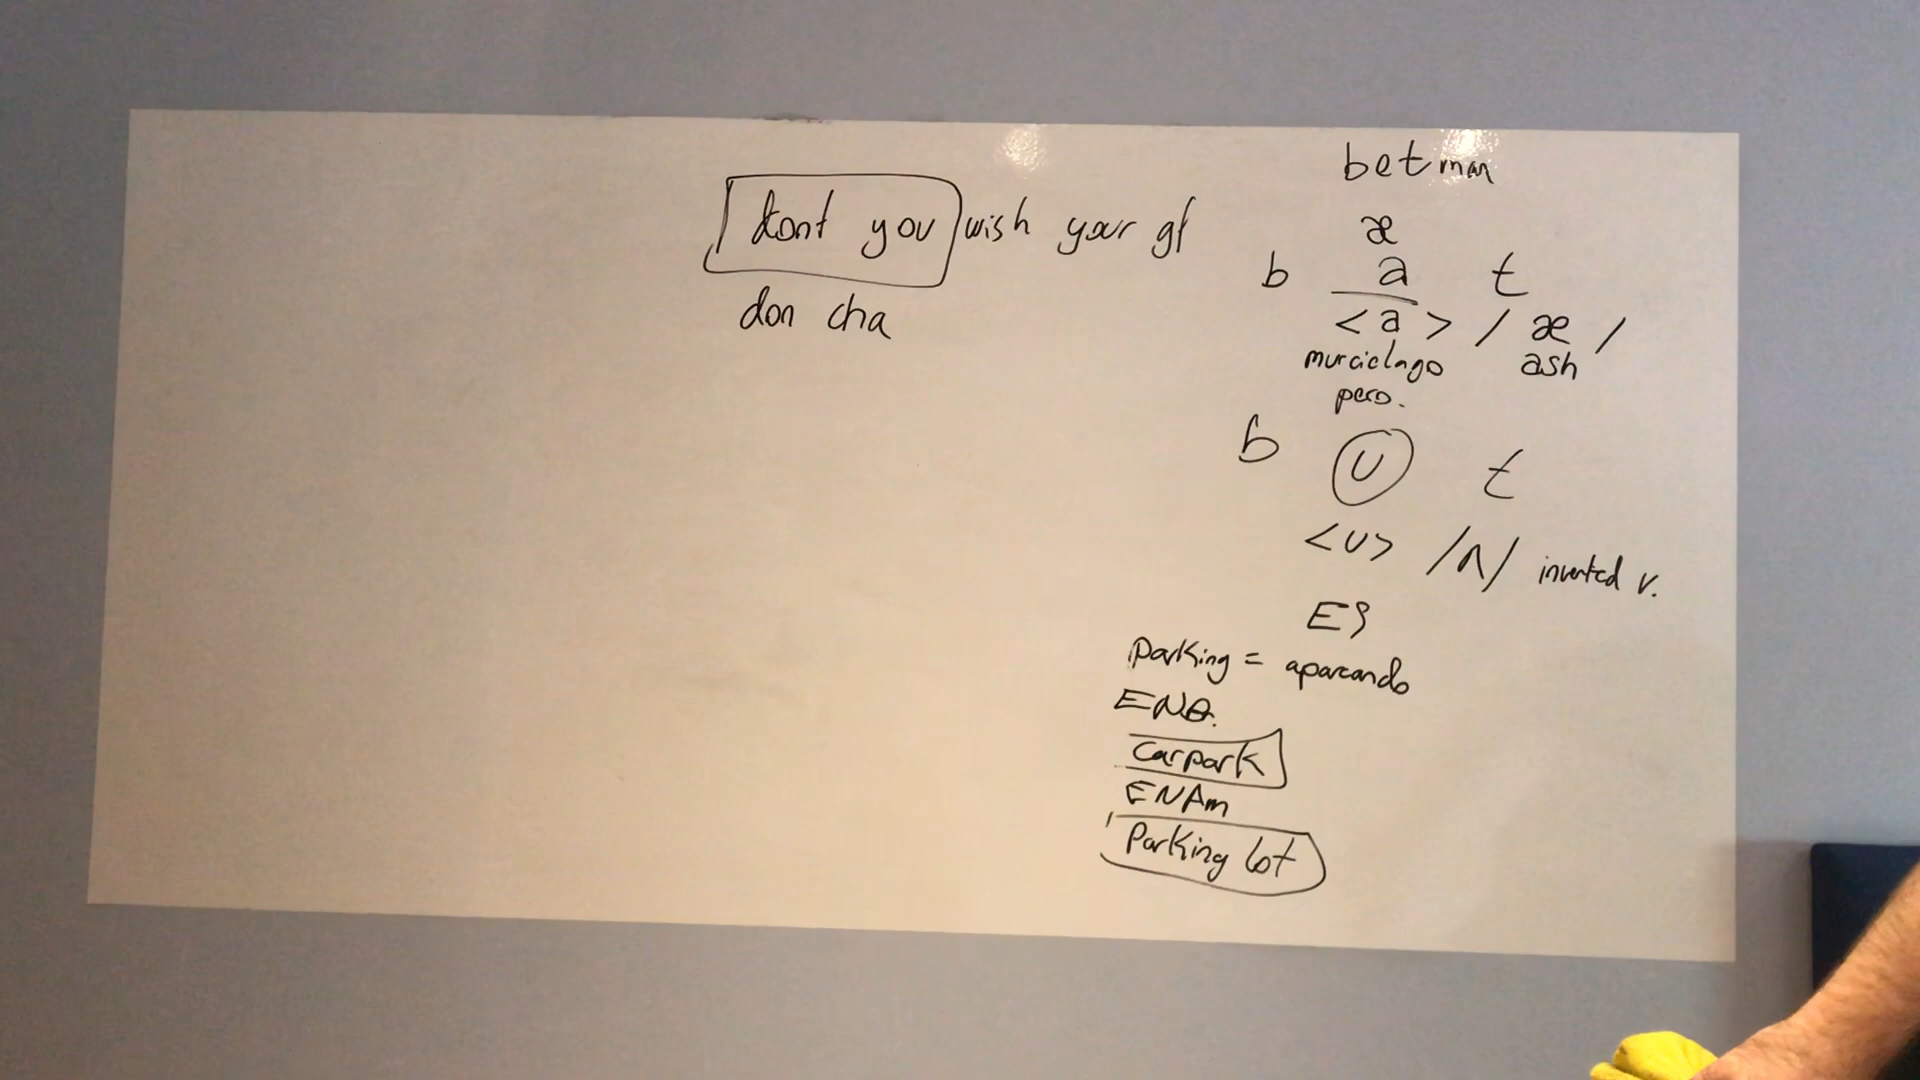 dont you wish your gf
don cha
betman
æ
b a t
<a> / æ /
murcielago ash
pero.
b u t
<u> /ʌ/ inverted v.
ES
parking = aparcando
ENG.
carpark
ENAm
Parking lot